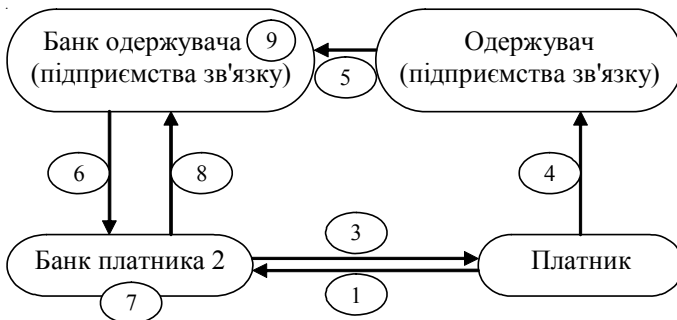 Банк одержувача 9
(підприємства зв'язку)
Одержувач
(підприємства зв'язку)
5
6
8
4
3
Банк платника 2
Платник
7
1